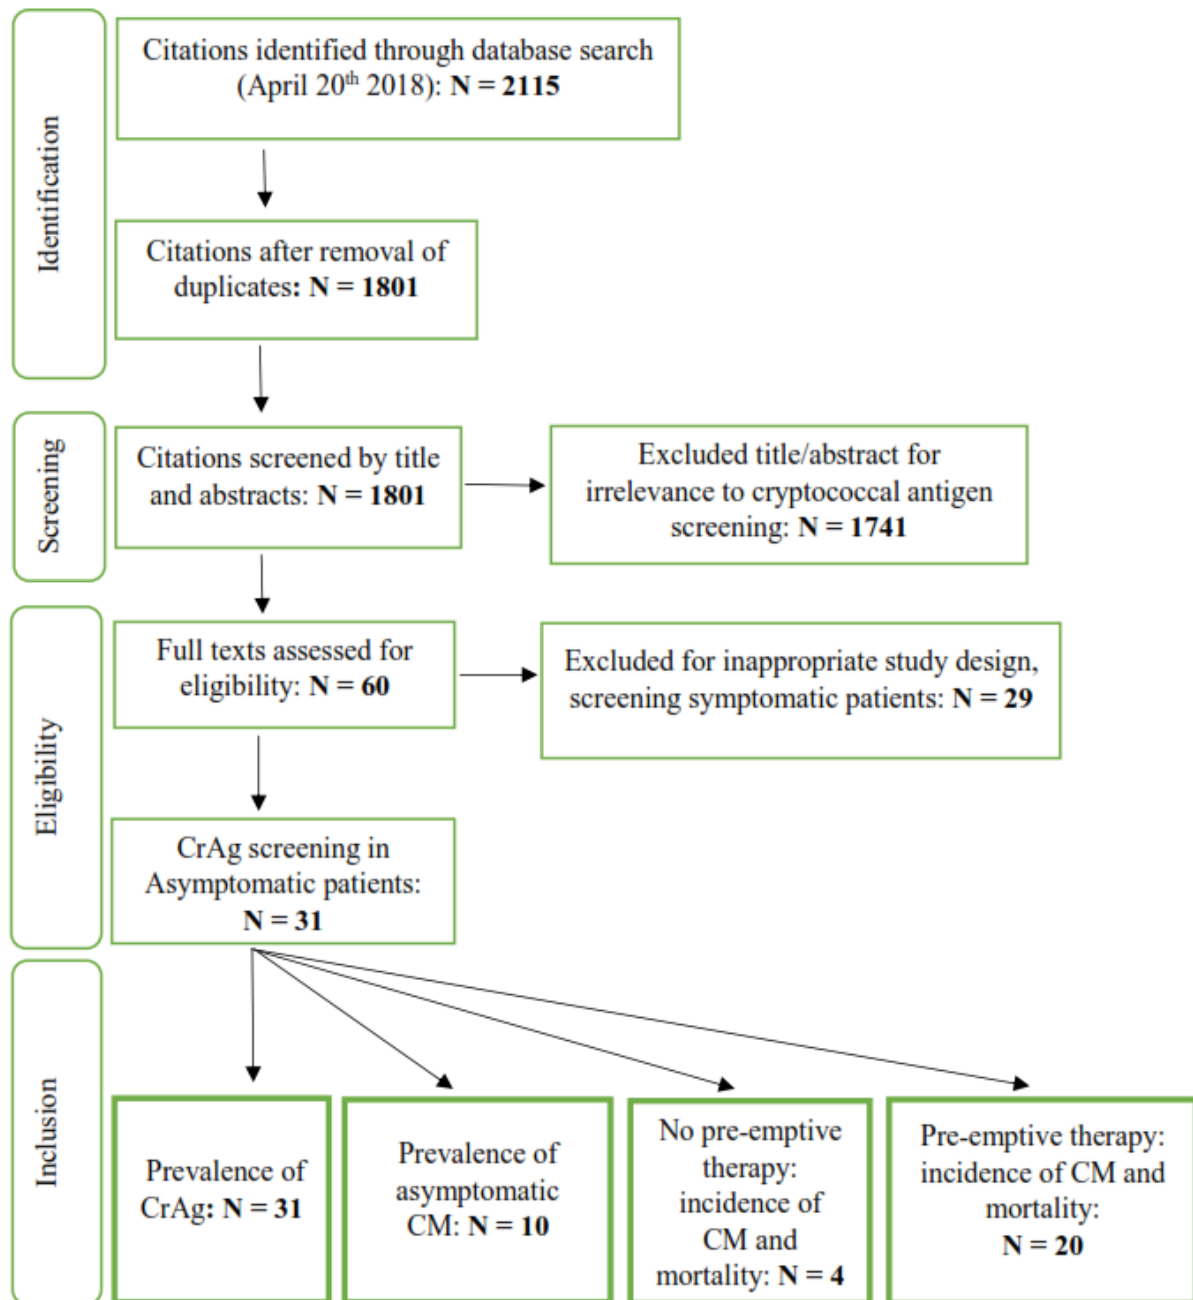 Identification
Citations identified through database search
(April 20th 2018): N = 2115
Citations after removal of
duplicates: N = 1801
Screening
Citations screened by title
and abstracts: N = 1801
Excluded title/abstract for
irrelevance to cryptococcal antigen
screening: N = 1741
Eligibility
Full texts assessed for
eligibility: N = 60
Excluded for inappropriate study design,
screening symptomatic patients: N = 29
CrAg screening in
Asymptomatic patients:
N = 31
Inclusion
Prevalence of
CrAg: N = 31
Prevalence of
asymptomatic
CM: N = 10
No pre-emptive
therapy:
incidence of
CM and
mortality: N = 4
Pre-emptive therapy:
incidence of CM and
mortality:
N = 20